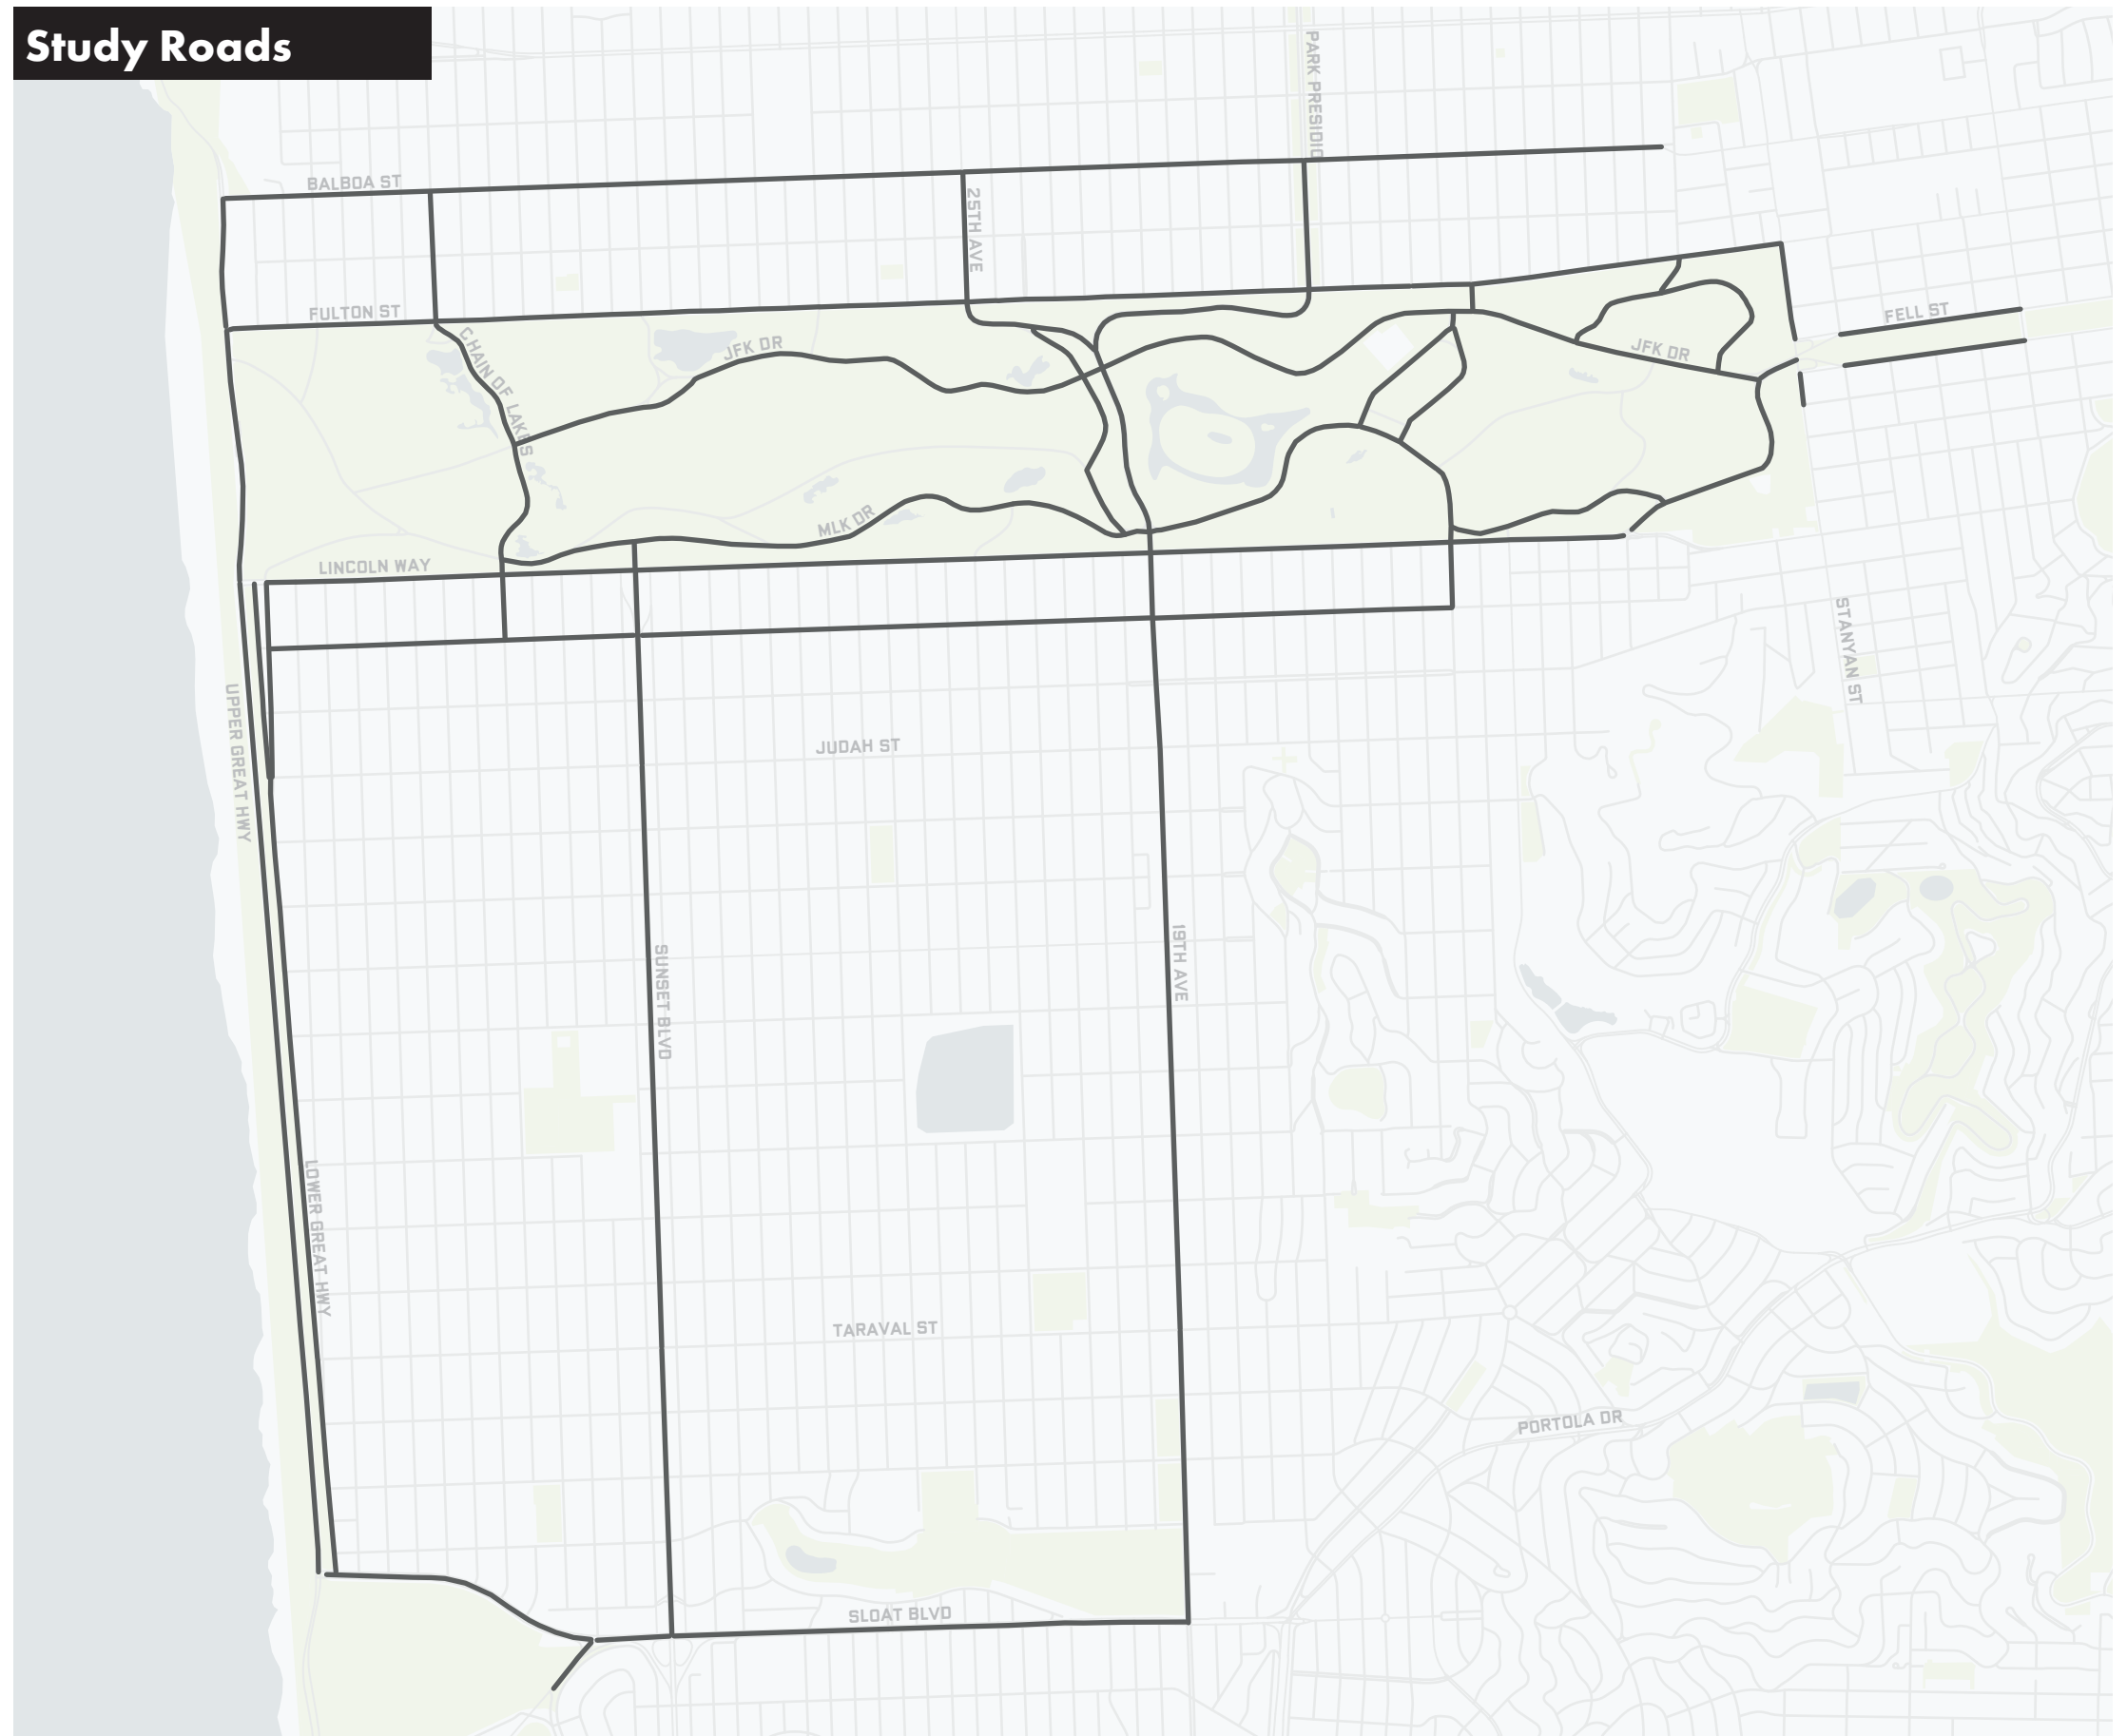 Study Roads
PARK PRESIDIO
BALBOA ST
25TH AVE
FULTON ST
FELL ST
CHAIN OF LAKES
JFK DR
JFK DR
MLK DR
LINCOLN WAY
STANYAN ST
UPPER GREAT HWY
JUDAH ST
SUNSET BLVD
19TH AVE
LOWER GREAT HWY
TARAVAL ST
PORTOLA DR
SLOAT BLVD